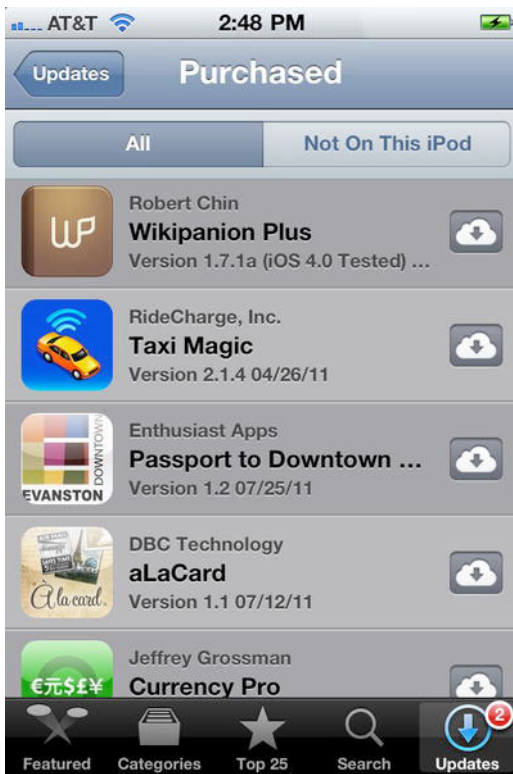 AT&T 2:48 PM
Updates Purchased
All Not On This iPod
Robert Chin
WP Wikipanion Plus
Version 1.7.1a (iOS 4.0 Tested) ...
RideCharge, Inc.
Taxi Magic
Version 2.1.4 04/26/11
Enthusiast Apps
DOWNTOWN
Passport to Downtown ...
EVANSTON Version 1.2 07/25/11
DBC Technology
aLaCard
À la card. Version 1.1 07/12/11
Jeffrey Grossman
€元$£¥ Currency Pro
2
Featured Categories Top 25 Search Updates